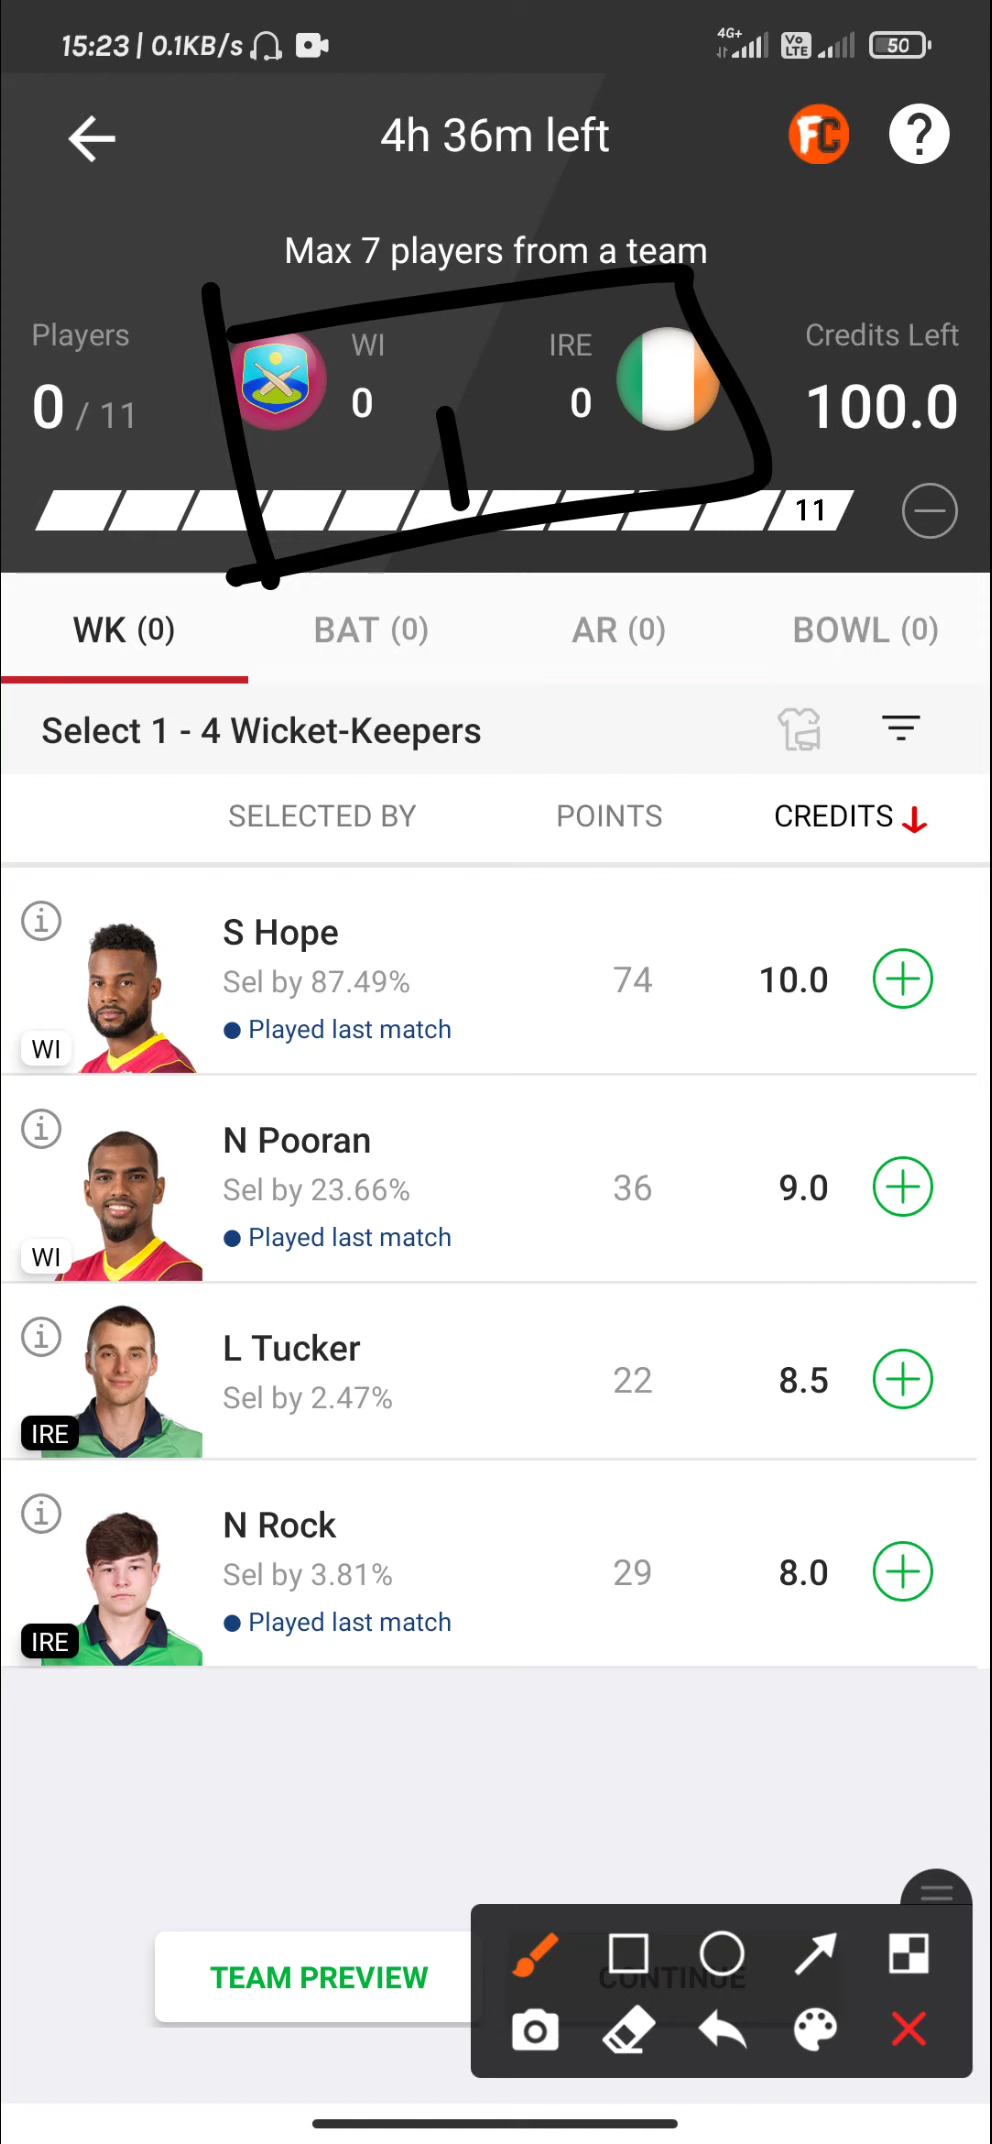 15:23 | 0.1KB/s 4G+ Vo LTE 50
4h 36m left FC ?
Max 7 players from a team
Players WI IRE Credits Left
0 / 11 0 0 100.0
11
WK (0) BAT (0) AR (0) BOWL (0)
Select 1 - 4 Wicket-Keepers
SELECTED BY POINTS CREDITS
S Hope
Sel by 87.49% 74 10.0
Played last match
WI
N Pooran
Sel by 23.66% 36 9.0
Played last match
WI
L Tucker
Sel by 2.47% 22 8.5
IRE
N Rock
Sel by 3.81% 29 8.0
Played last match
IRE
TEAM PREVIEW CONTINUE